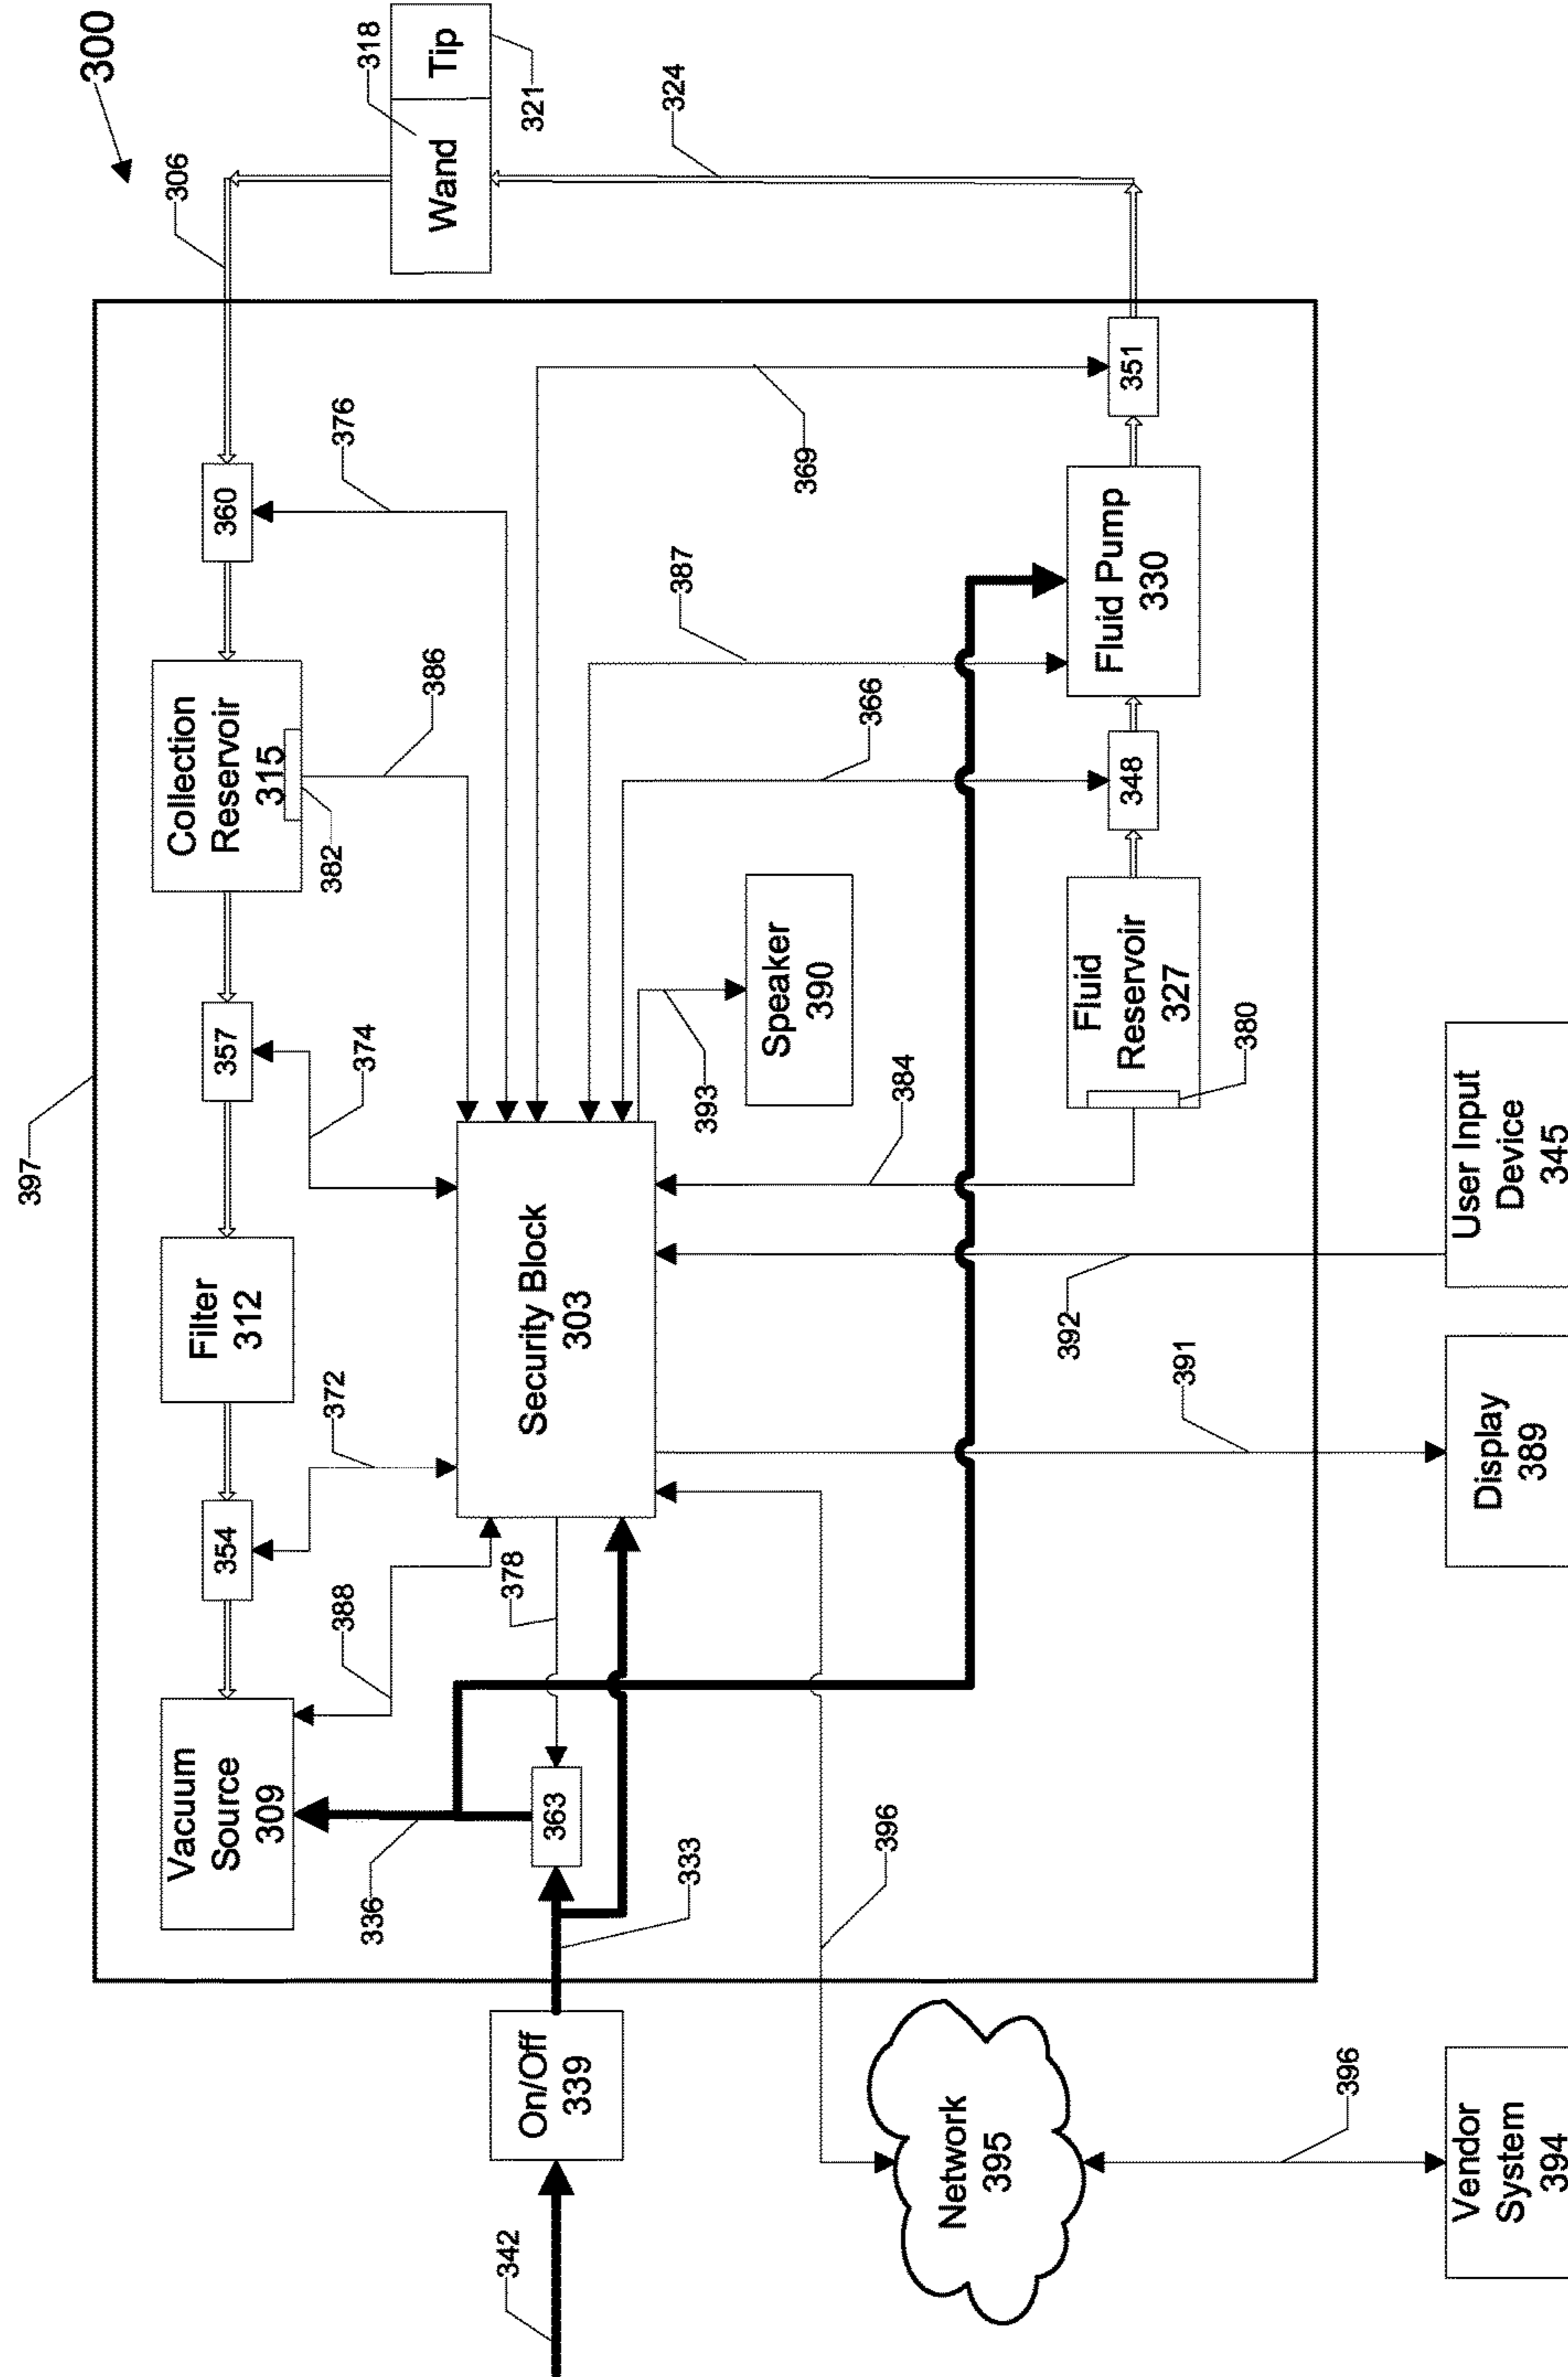 300
397
306
318
Wand
Tip
321
324
Vacuum
Source
309
354
Filter
312
357
Collection
Reservoir
315
382
360
388
372
374
386
376
336
378
363
333
342
On/Off
339
Security Block
303
393
Speaker
390
366
387
369
384
392
391
396
Fluid
Reservoir
327
380
348
Fluid Pump
330
351
Network
395
396
Vendor
System
394
Display
389
User Input
Device
345